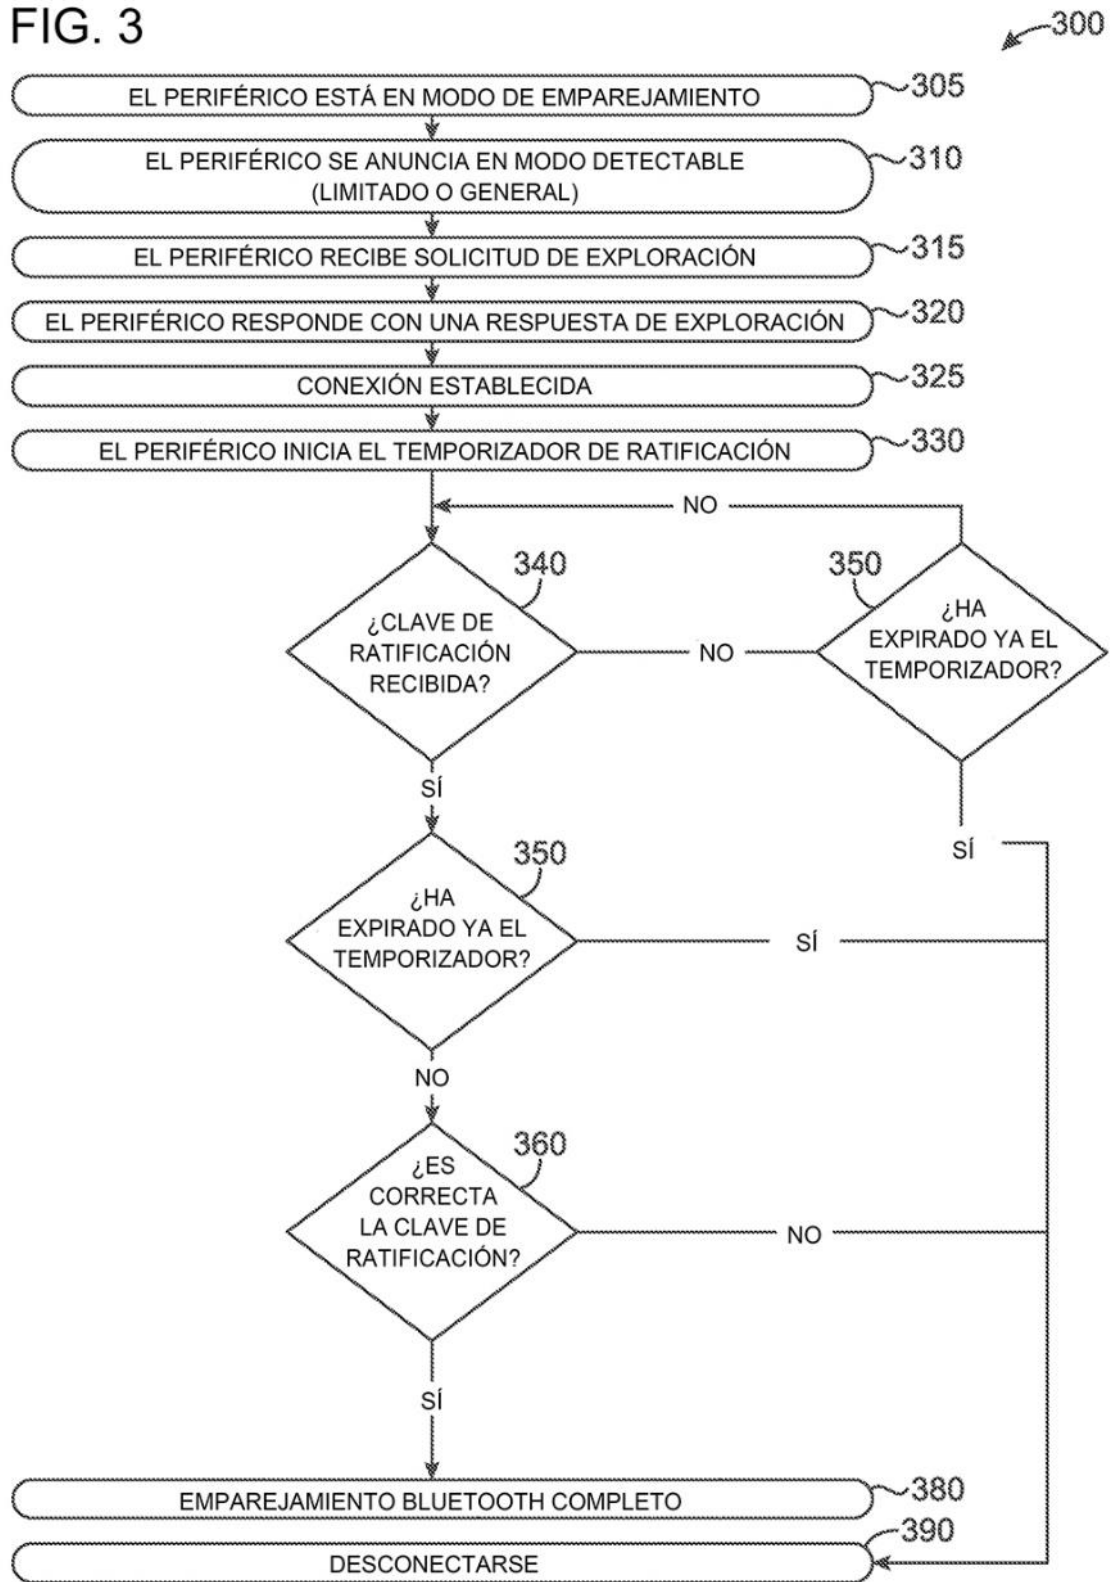 FIG. 3
300
EL PERIFÉRICO ESTÁ EN MODO DE EMPAREJAMIENTO
305
EL PERIFÉRICO SE ANUNCIA EN MODO DETECTABLE
(LIMITADO O GENERAL)
310
EL PERIFÉRICO RECIBE SOLICITUD DE EXPLORACIÓN
315
EL PERIFÉRICO RESPONDE CON UNA RESPUESTA DE EXPLORACIÓN
320
CONEXIÓN ESTABLECIDA
325
EL PERIFÉRICO INICIA EL TEMPORIZADOR DE RATIFICACIÓN
330
NO
340
¿CLAVE DE
RATIFICACIÓN
RECIBIDA?
NO
350
¿HA
EXPIRADO YA EL
TEMPORIZADOR?
SÍ
SÍ
350
¿HA
EXPIRADO YA EL
TEMPORIZADOR?
SÍ
NO
360
¿ES
CORRECTA
LA CLAVE DE
RATIFICACIÓN?
NO
SÍ
EMPAREJAMIENTO BLUETOOTH COMPLETO
380
390
DESCONECTARSE